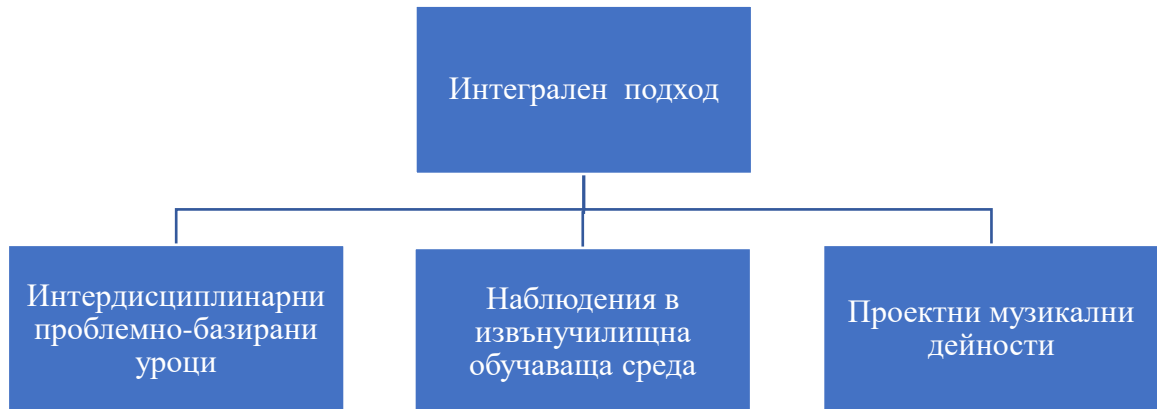 Интегрален подход
Интердисциплинарни
проблемно-базирани
уроци
Наблюдения в
извънучилищна
обучаваща среда
Проектни музикални
дейности